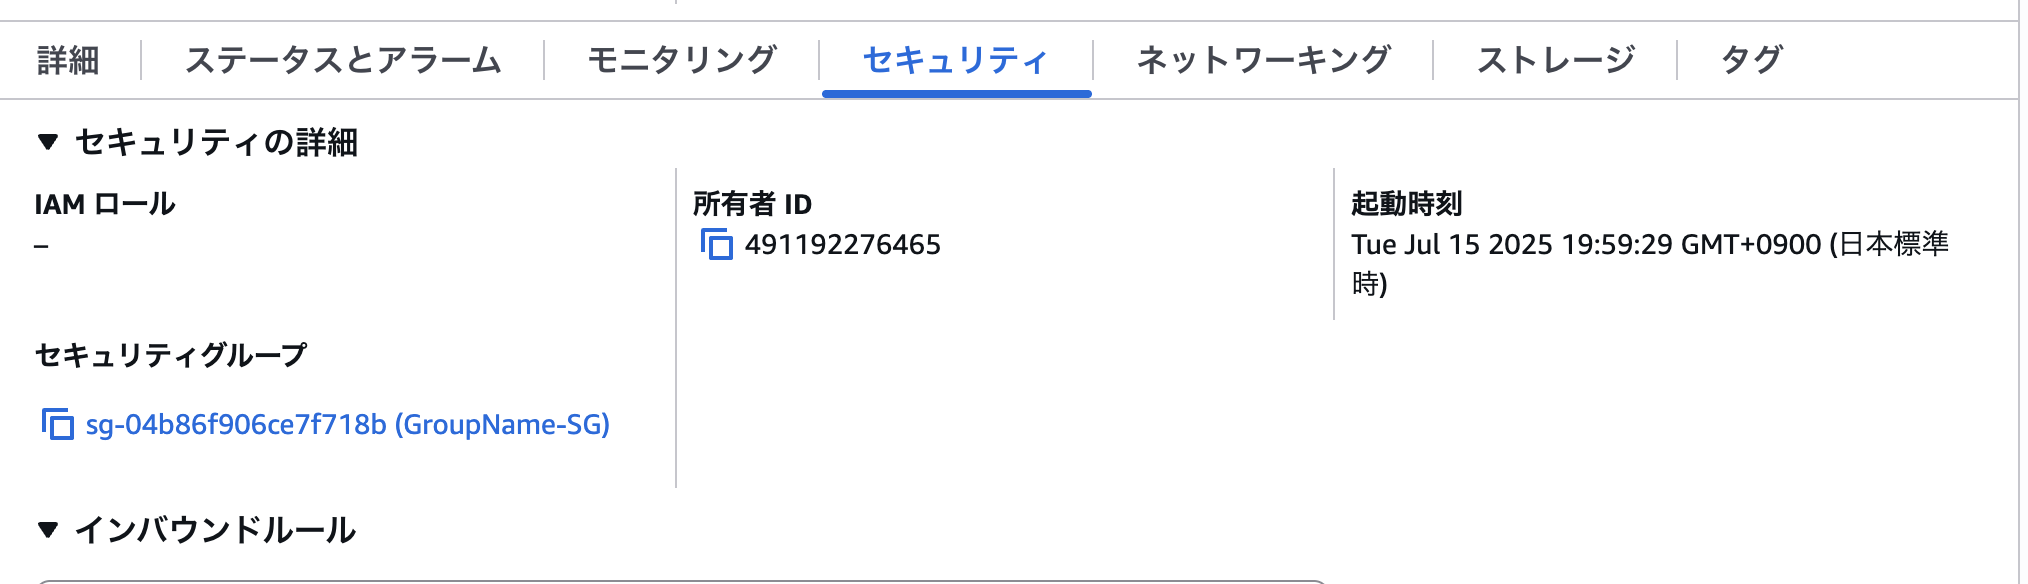 詳細
ステータスとアラーム
モニタリング
セキュリティ
ネットワーキング
ストレージ
タグ
▼ セキュリティの詳細
IAM ロール
–
所有者 ID
491192276465
起動時刻
Tue Jul 15 2025 19:59:29 GMT+0900 (日本標準
時)
セキュリティグループ
sg-04b86f906ce7f718b (GroupName-SG)
▼ インバウンドルール